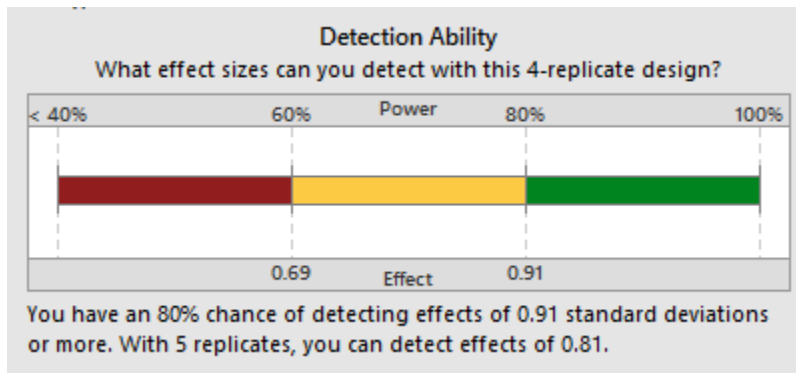 Detection Ability
What effect sizes can you detect with this 4-replicate design?
< 40% 60% Power 80% 100%
0.69 Effect 0.91
You have an 80% chance of detecting effects of 0.91 standard deviations
or more. With 5 replicates, you can detect effects of 0.81.